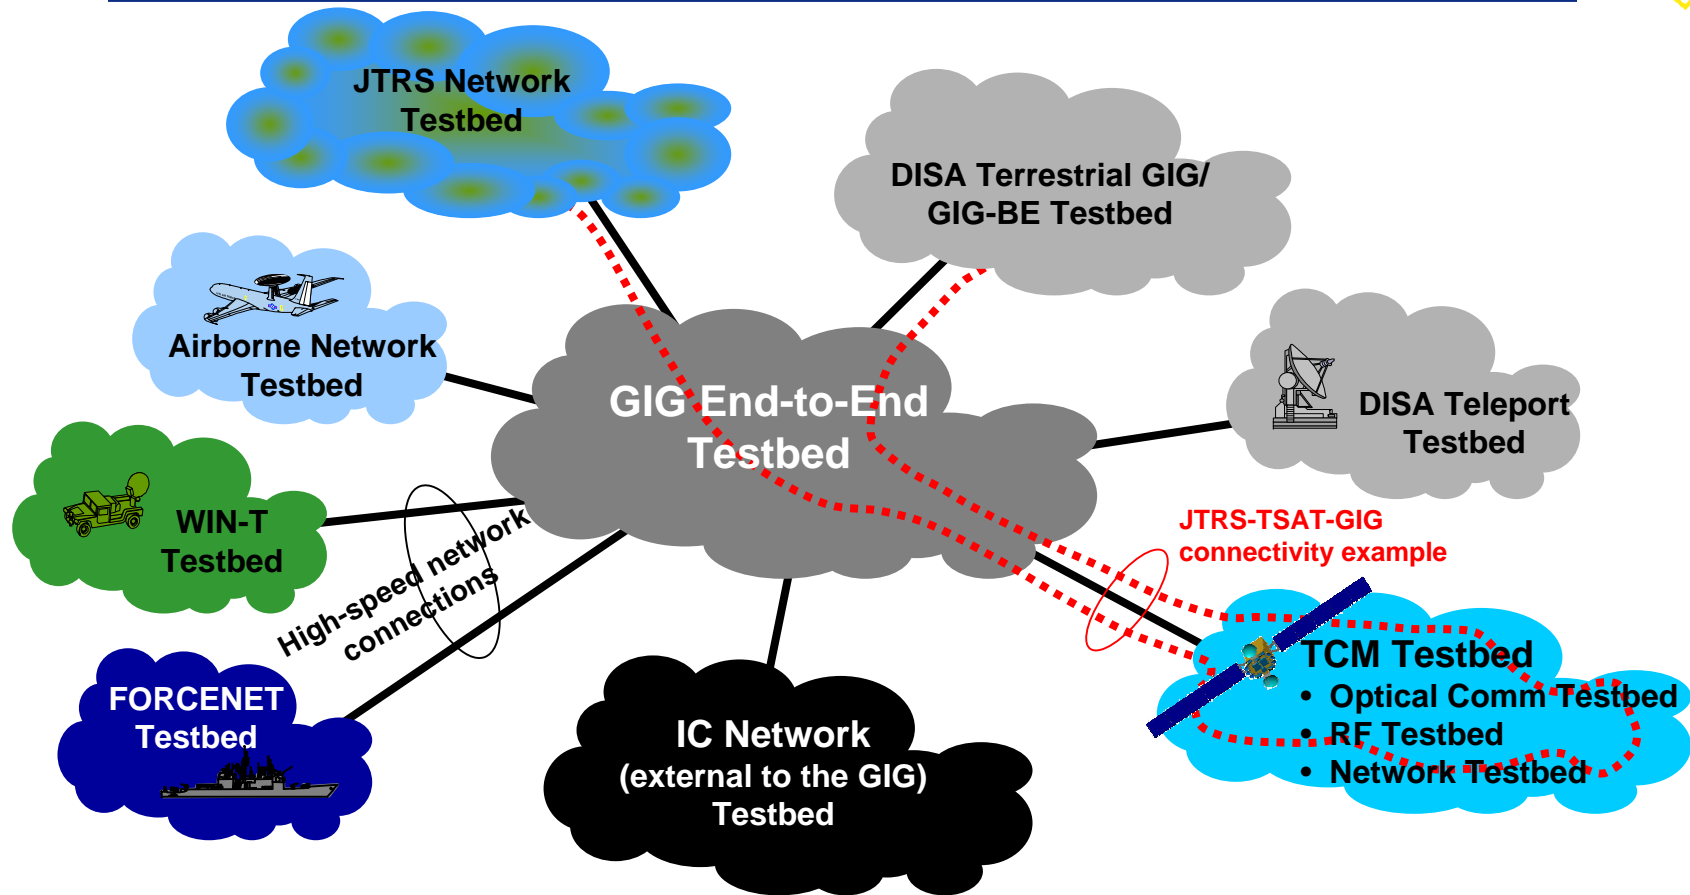 JTRS Network
Testbed
DISA Terrestrial GIG/
GIG-BE Testbed
Airborne Network
Testbed
GIG End-to-End
Testbed
DISA Teleport
Testbed
WIN-T
Testbed
High-speed network
connections
JTRS-TSAT-GIG
connectivity example
FORCENET
Testbed
IC Network
(external to the GIG)
Testbed
TCM Testbed
• Optical Comm Testbed
• RF Testbed
• Network Testbed